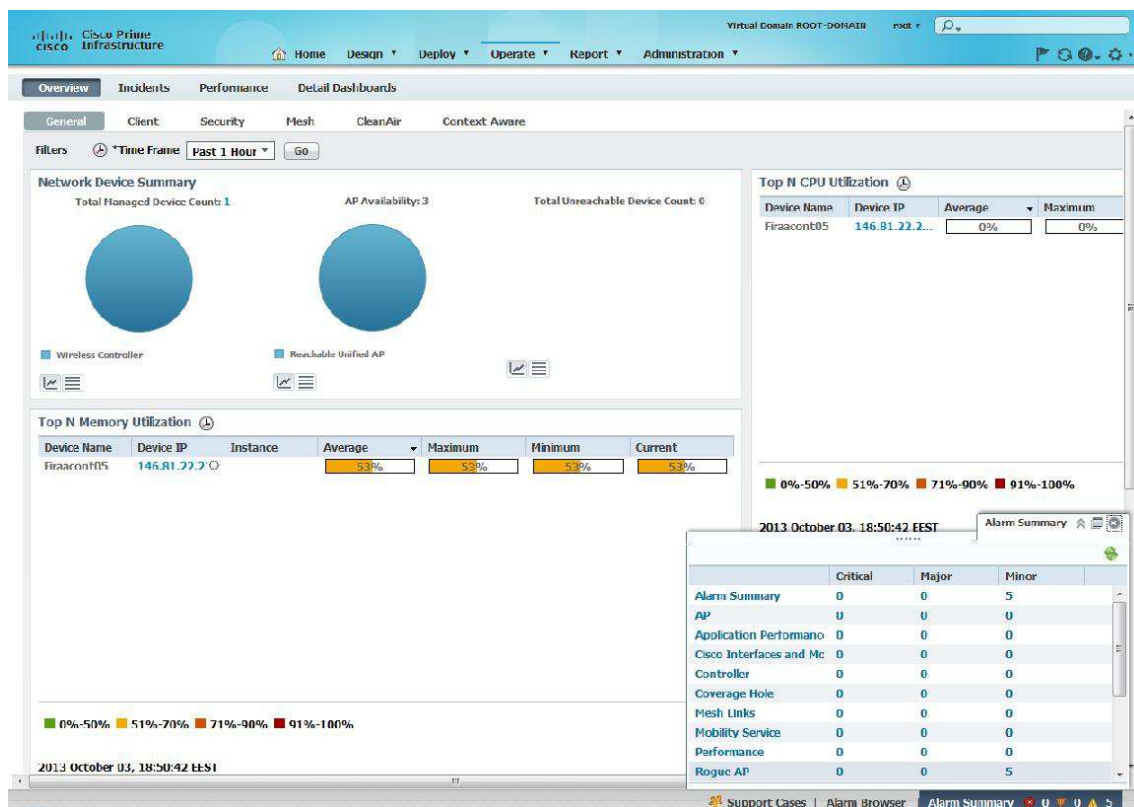 Virtual Domain ROOT-DOMAIN root
cisco Cisco Prime Infrastructure
Home Design Deploy Operate Report Administration
Overview Incidents Performance Detail Dashboards
General Client Security Mesh CleanAir Context Aware
Filters *Time Frame Past 1 Hour Go
Network Device Summary
Total Managed Device Count: 1 AP Availability: 3 Total Unreachable Device Count: 0
Wireless Controller Reachable Unified AP
Top N CPU Utilization
Device Name Device IP Average Maximum
Firaacont05 146.81.22.2... 0% 0%
0%-50% 51%-70% 71%-90% 91%-100%
2013 October 03, 18:50:42 EEST
Top N Memory Utilization
Device Name Device IP Instance Average Maximum Minimum Current
Firaacont05 146.81.22.2 53% 53% 53% 53%
0%-50% 51%-70% 71%-90% 91%-100%
2013 October 03, 18:50:42 EEST
Alarm Summary
Critical Major Minor
Alarm Summary 0 0 5
AP 0 0 0
Application Performanc 0 0 0
Cisco Interfaces and Mo 0 0 0
Controller 0 0 0
Coverage Hole 0 0 0
Mesh Links 0 0 0
Mobility Service 0 0 0
Performance 0 0 0
Rogue AP 0 0 5
Support Cases | Alarm Browser | Alarm Summary 0 0 5